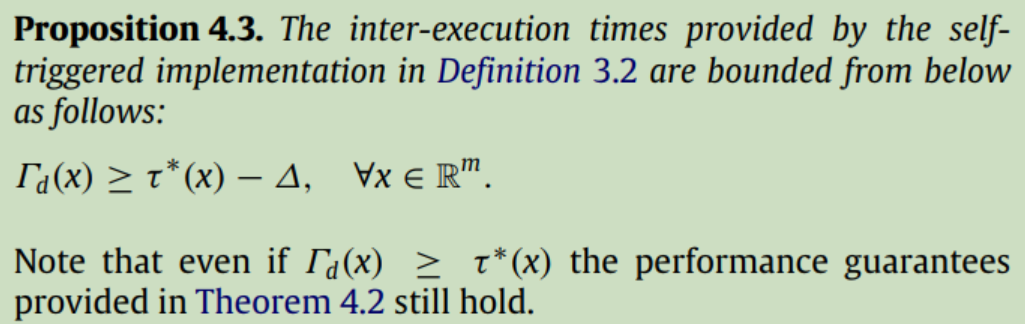 Proposition 4.3. The inter-execution times provided by the self-
triggered implementation in Definition 3.2 are bounded from below
as follows:
Γd(x) ≥ τ*(x) − Δ, ∀x ∈ ℝᵐ.
Note that even if Γd(x) ≥ τ*(x) the performance guarantees
provided in Theorem 4.2 still hold.